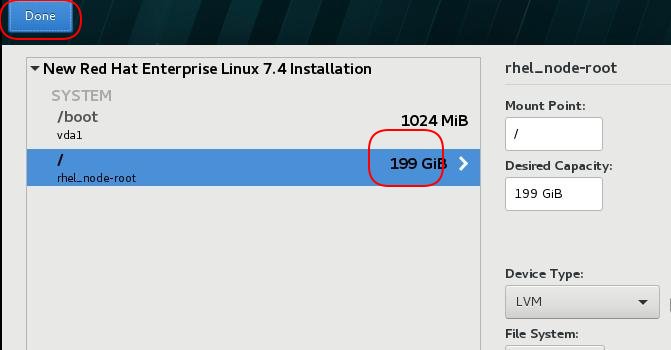 Done
New Red Hat Enterprise Linux 7.4 Installation
SYSTEM
/boot
1024 MiB
vda1
/
199 GiB
rhel_node-root
rhel_node-root
Mount Point:
/
Desired Capacity:
199 GiB
Device Type:
LVM
File System: